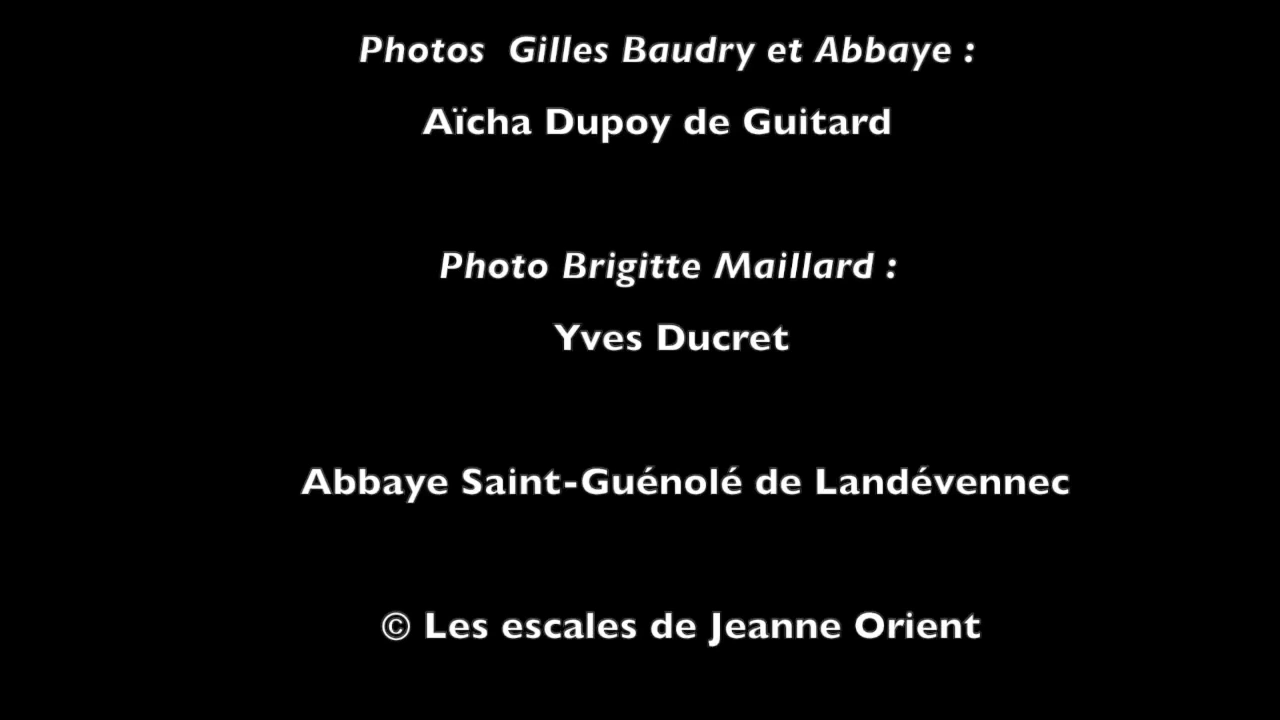 Photos  Gilles Baudry et Abbaye :
Aïcha Dupoy de Guitard
Photo Brigitte Maillard :
Yves Ducret
Abbaye Saint-Guénolé de Landévennec
© Les escales de Jeanne Orient